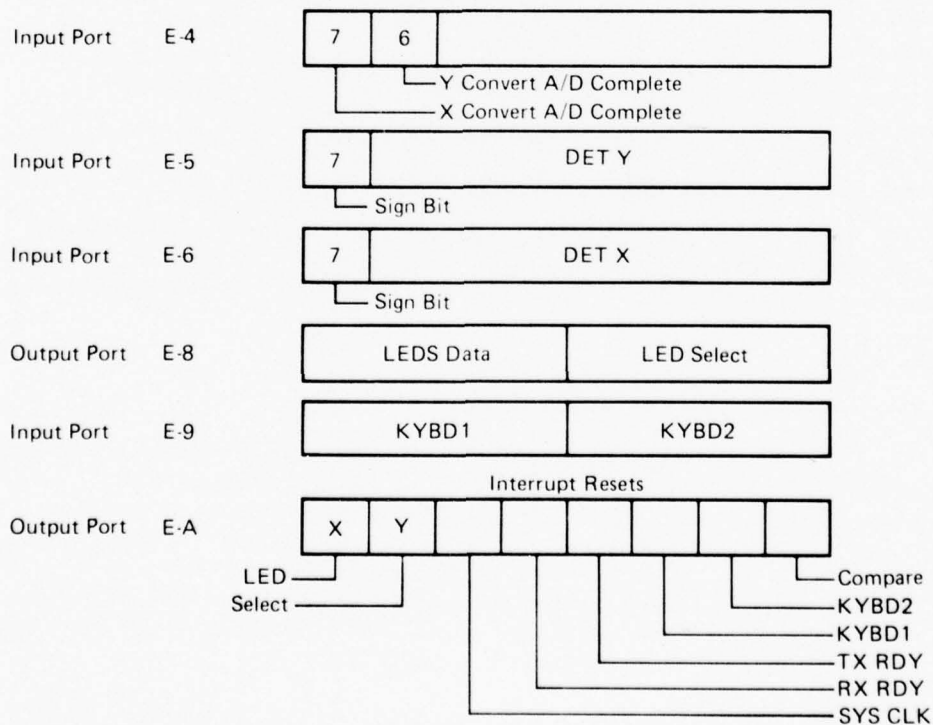 Input Port E-4 7 6
Y Convert A/D Complete
X Convert A/D Complete
Input Port E-5 7 DET Y
Sign Bit
Input Port E-6 7 DET X
Sign Bit
Output Port E-8 LEDS Data LED Select
Input Port E-9 KYBD1 KYBD2
Interrupt Resets
Output Port E-A X Y
LED Compare
Select KYBD2
KYBD1
TX RDY
RX RDY
SYS CLK